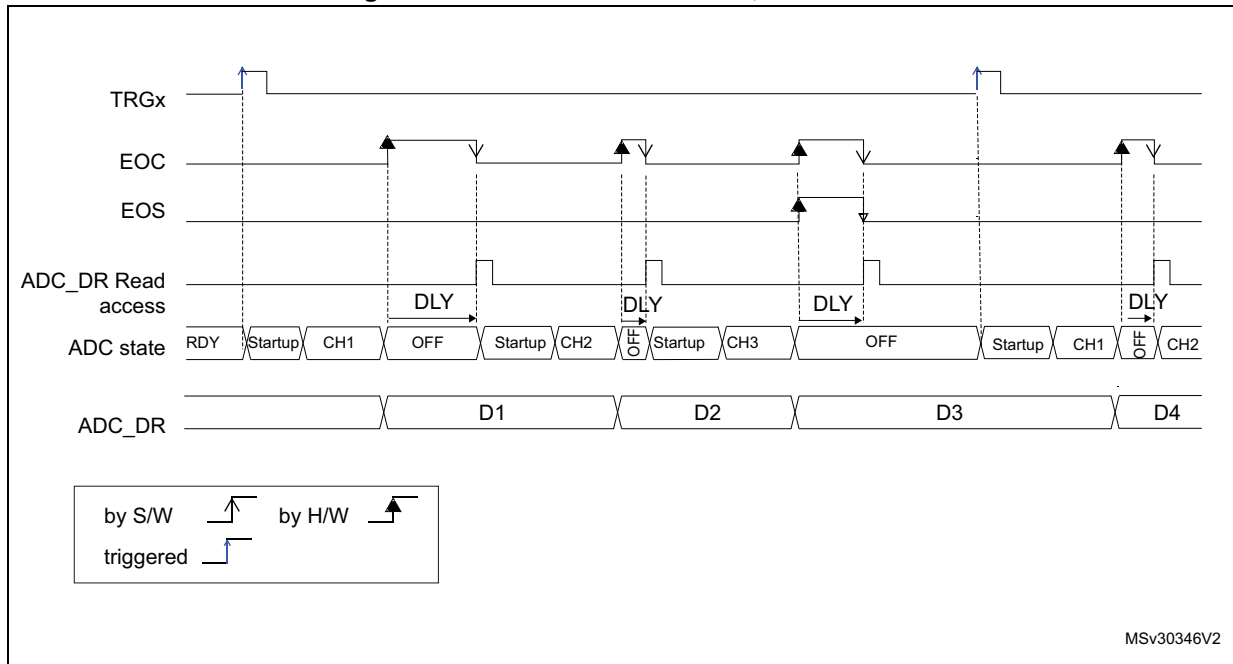 TRGx
EOC
EOS
ADC_DR Read
access
DLY DLY DLY DLY
ADC state RDY Startup CH1 OFF Startup CH2 OFF Startup CH3 OFF Startup CH1 OFF CH2
ADC_DR D1 D2 D3 D4
by S/W by H/W
triggered
MSv30346V2